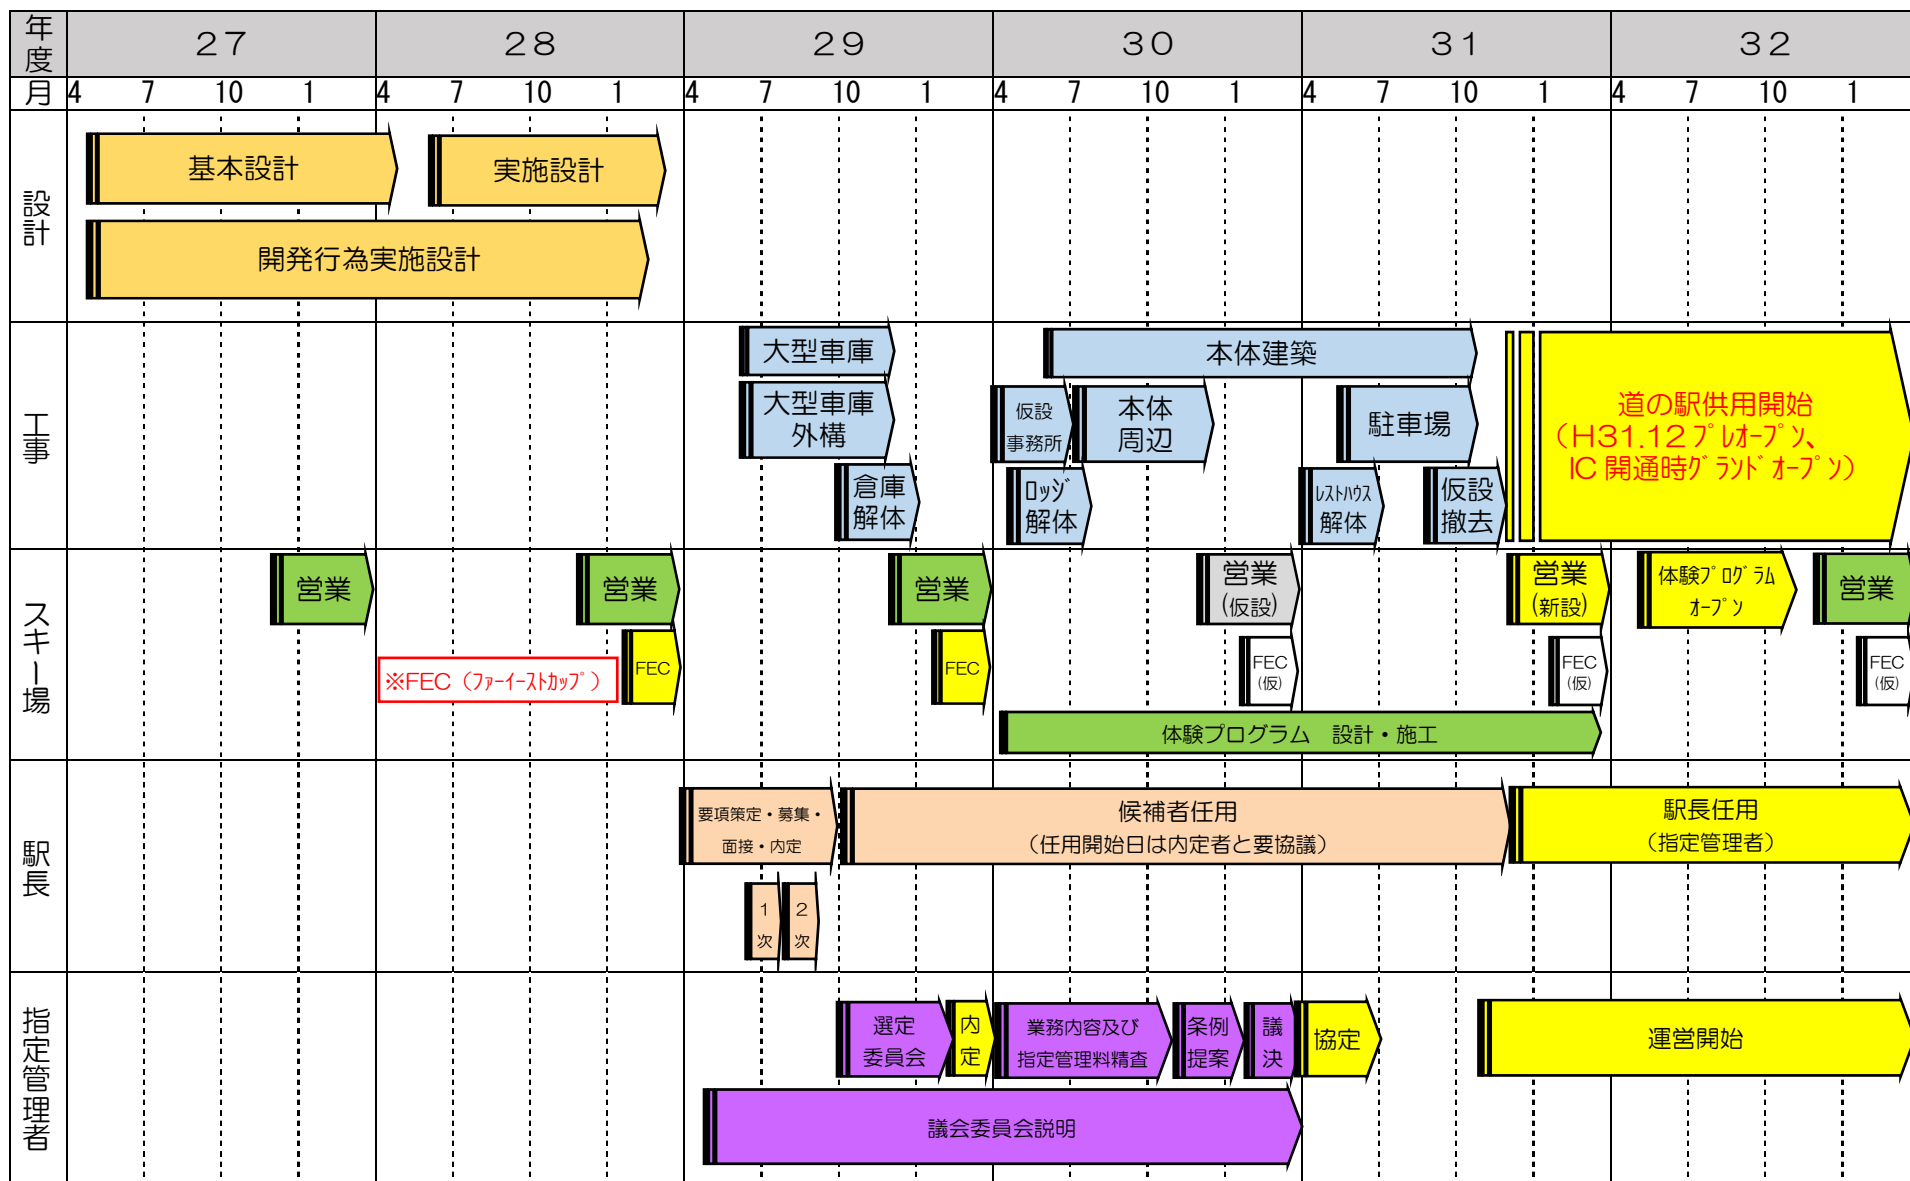 年度 27 28 29 30 31 32
月 4 7 10 1 4 7 10 1 4 7 10 1 4 7 10 1 4 7 10 1 4 7 10 1
設計
基本設計
実施設計
開発行為実施設計
工事
大型車庫
大型車庫
外構
倉庫
解体
本体建築
仮設
事務所
本体
周辺
ロッジ
解体
駐車場
レストハウス
解体
仮設
撤去
道の駅供用開始
(H31.12プレオープン、
IC開通時グランドオープン)
スキー場
営業
営業
営業
営業
(仮設)
営業
(新設)
体験プログラム
オープン
営業
※FEC(ファーイーストカップ)
FEC
FEC
FEC
(仮)
FEC
(仮)
FEC
(仮)
体験プログラム 設計・施工
駅長
要項策定・募集・
面接・内定
候補者任用
(任用開始日は内定者と要協議)
駅長任用
(指定管理者)
1
次
2
次
指定管理者
選定
委員会
内
定
業務内容及び
指定管理料精査
条例
提案
議
決
協定
運営開始
議会委員会説明